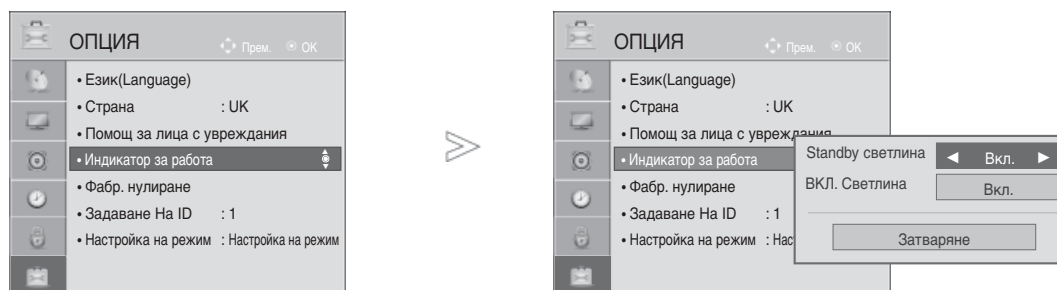 ОПЦИЯ Прем. OK
• Език(Language)
• Страна : UK
• Помощ за лица с увреждания
• Индикатор за работа
• Фабр. нулиране
• Задаване На ID : 1
• Настройка на режим : Настройка на режим
ОПЦИЯ Прем. OK
• Език(Language)
• Страна : UK
• Помощ за лица с увреждания
• Индикатор за работа
• Фабр. нулиране
• Задаване На ID : 1
• Настройка на режим : Нас
Standby светлина ◄ Вкл. ►
ВКЛ. Светлина Вкл.
Затваряне